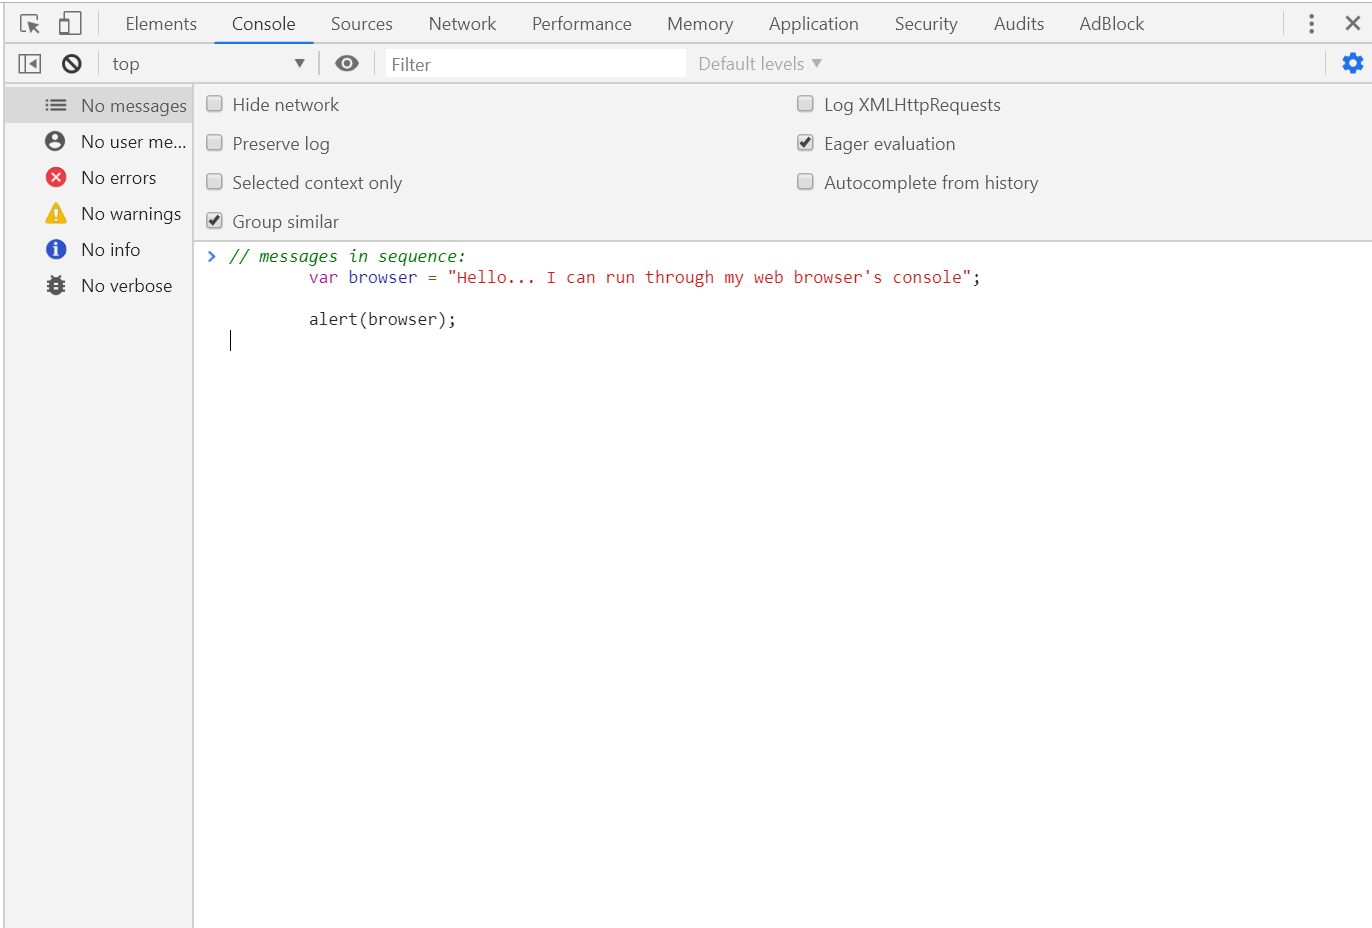 Elements Console Sources Network Performance Memory Application Security Audits AdBlock
top Filter Default levels
No messages
No user me...
No errors
No warnings
No info
No verbose
Hide network Log XMLHttpRequests
Preserve log Eager evaluation
Selected context only Autocomplete from history
Group similar
// messages in sequence:
var browser = "Hello... I can run through my web browser's console";
alert(browser);